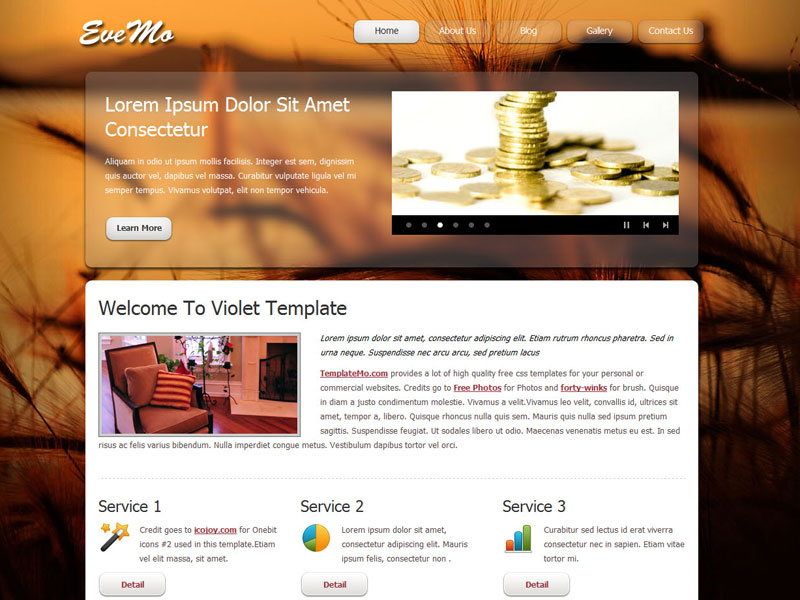 EveMo
Home About Us Blog Gallery Contact Us
Lorem Ipsum Dolor Sit Amet
Consectetur
Aliquam in odio ut ipsum mollis facilisis. Integer est sem, dignissim
quis auctor vel, dapibus vel massa. Curabitur vulputate ligula vel mi
semper tempus. Vivamus volutpat, elit non tempor vehicula.
Learn More
Welcome To Violet Template
Lorem ipsum dolor sit amet, consectetur adipiscing elit. Etiam rutrum rhoncus pharetra. Sed in
urna neque. Suspendisse nec arcu arcu, sed pretium lacus
TemplateMo.com provides a lot of high quality free css templates for your personal or
commercial websites. Credits go to Free Photos for Photos and forty-winks for brush. Quisque
in diam a justo condimentum molestie. Vivamus a velit.Vivamus leo velit, convallis id, ultrices sit
amet, tempor a, libero. Quisque rhoncus nulla quis sem. Mauris quis nulla sed ipsum pretium
sagittis. Suspendisse feugiat. Ut sodales libero ut odio. Maecenas venenatis metus eu est. In sed
risus ac felis varius bibendum. Nulla imperdiet congue metus. Vestibulum dapibus tortor vel orci.
Service 1
Credit goes to icojoy.com for Onebit
icons #2 used in this template.Etiam
vel elit massa, sit amet.
Detail
Service 2
Lorem ipsum dolor sit amet,
consectetur adipiscing elit. Mauris
ipsum felis, consectetur non .
Detail
Service 3
Curabitur sed lectus id erat viverra
consectetur nec in sapien. Etiam vitae
tortor mi.
Detail